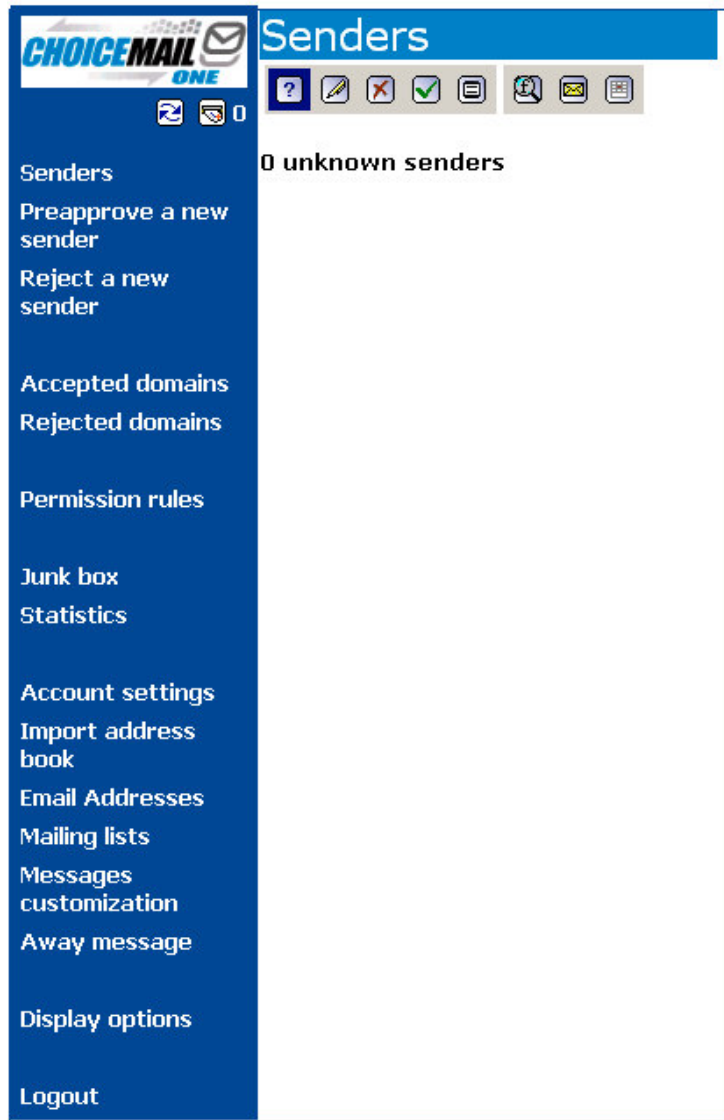 CHOICEMAIL
ONE
0
Senders
?
0 unknown senders
Senders
Preapprove a new
sender
Reject a new
sender
Accepted domains
Rejected domains
Permission rules
Junk box
Statistics
Account settings
Import address
book
Email Addresses
Mailing lists
Messages
customization
Away message
Display options
Logout